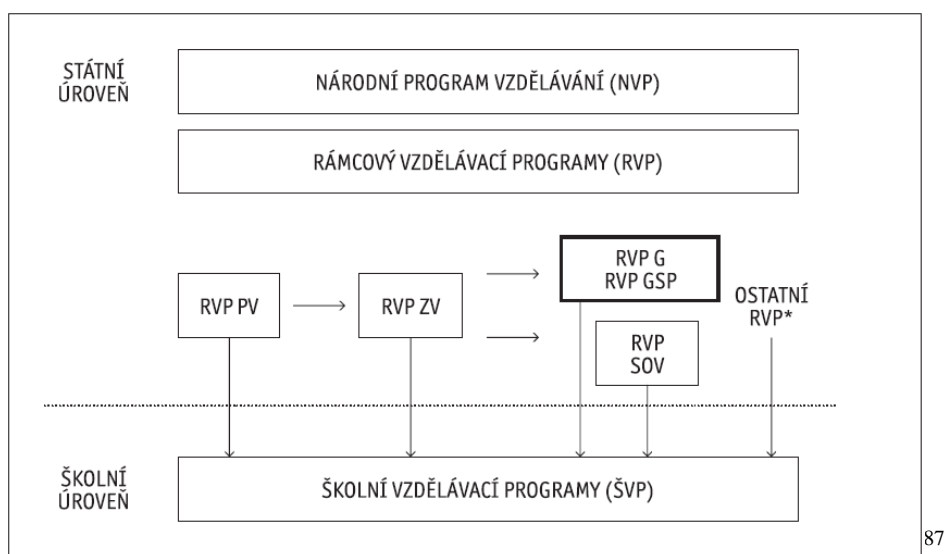 STÁTNÍ
ÚROVEŇ
NÁRODNÍ PROGRAM VZDĚLÁVÁNÍ (NVP)
RÁMCOVÝ VZDĚLÁVACÍ PROGRAMY (RVP)
RVP PV
RVP ZV
RVP G
RVP GSP
RVP
SOV
OSTATNÍ
RVP*
ŠKOLNÍ
ÚROVEŇ
ŠKOLNÍ VZDĚLÁVACÍ PROGRAMY (ŠVP)
87